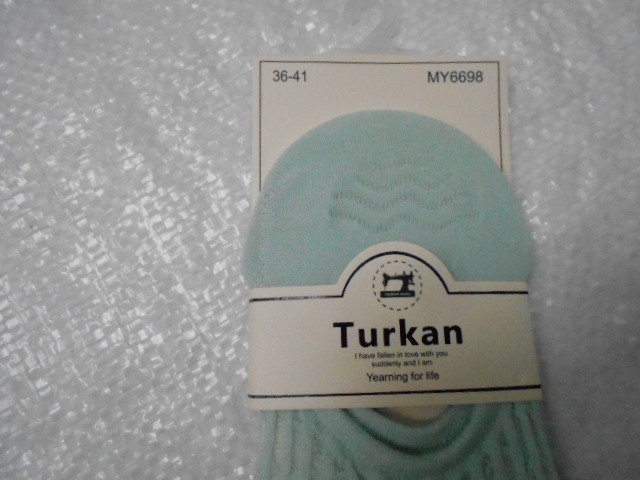 36-41 MY6698
Turkan
I have fallen in love with you
suddenly and I am
Yearning for life